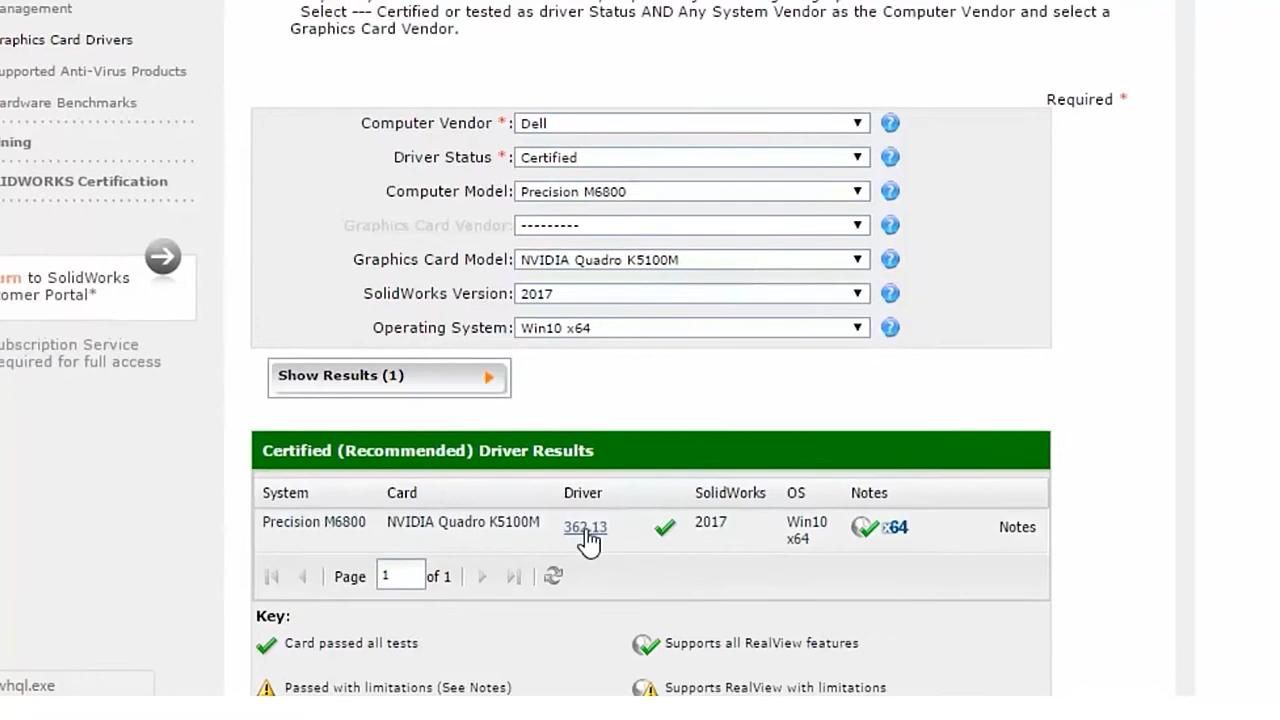 anagement
Select --- Certified or tested as driver Status AND Any System Vendor as the Computer Vendor and select a
Graphics Card Vendor.
raphics Card Drivers
upported Anti-Virus Products
ardware Benchmarks
ining
IDWORKS Certification
urn to SolidWorks
omer Portal*
ubscription Service
equired for full access
Required *
Computer Vendor *: Dell
Driver Status *: Certified
Computer Model: Precision M6800
Graphics Card Vendor: ---------
Graphics Card Model: NVIDIA Quadro K5100M
SolidWorks Version: 2017
Operating System: Win10 x64
Show Results (1)
Certified (Recommended) Driver Results
System Card Driver SolidWorks OS Notes
Precision M6800 NVIDIA Quadro K5100M 362.13 2017 Win10 x64 x64 Notes
Page 1 of 1
Key:
Card passed all tests Supports all RealView features
Passed with limitations (See Notes) Supports RealView with limitations
whql.exe